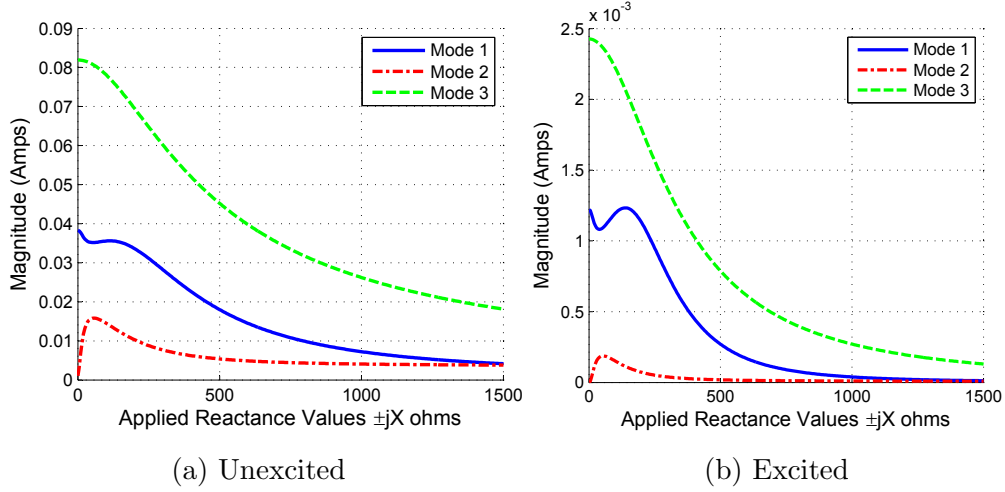 0.09
0.08
0.07
0.06
0.05
0.04
0.03
0.02
0.01
0
0
500
1000
1500
Magnitude (Amps)
Applied Reactance Values ±jX ohms
Mode 1
Mode 2
Mode 3
(a) Unexcited
x 10⁻³
2.5
2
1.5
1
0.5
0
0
500
1000
1500
Magnitude (Amps)
Applied Reactance Values ±jX ohms
Mode 1
Mode 2
Mode 3
(b) Excited